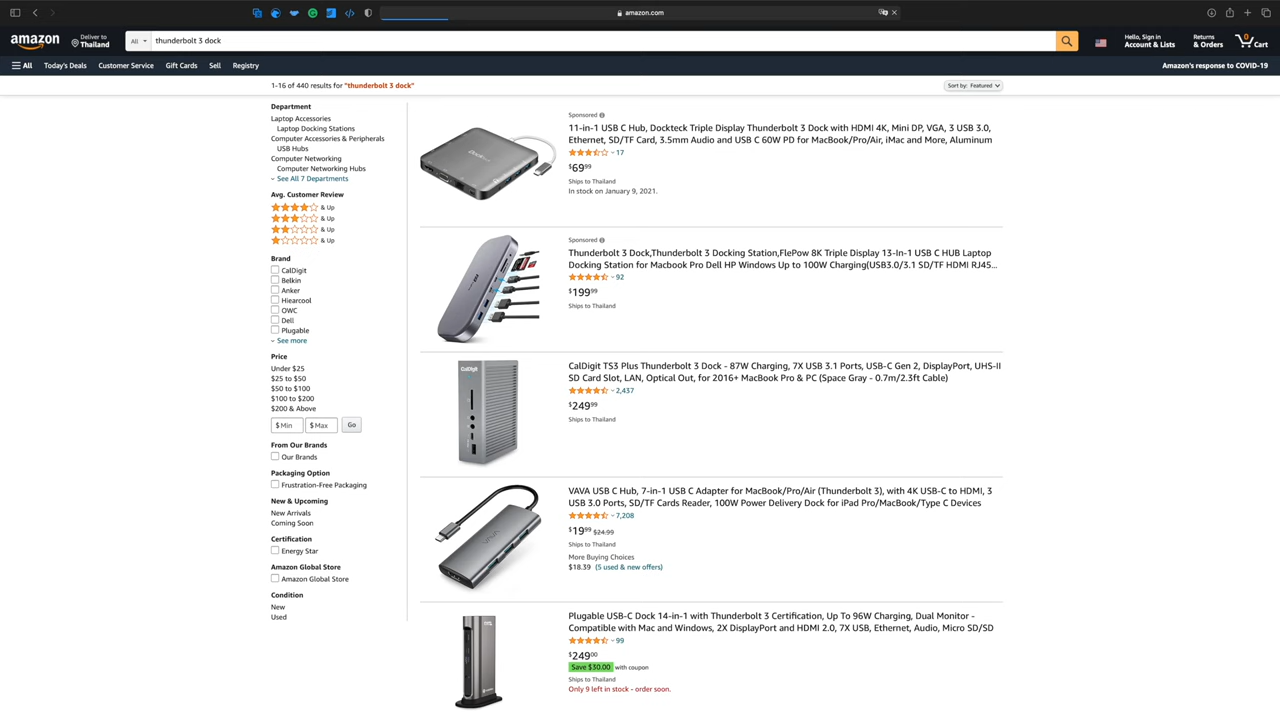 amazon.com
amazon
Deliver to
Thailand
All
thunderbolt 3 dock
Hello, Sign in
Account & Lists
Returns
& Orders
0
Cart
All
Today's Deals
Customer Service
Gift Cards
Sell
Registry
Amazon's response to COVID-19
1-16 of 440 results for "thunderbolt 3 dock"
Sort by: Featured
Department
Laptop Accessories
Laptop Docking Stations
Computer Accessories & Peripherals
USB Hubs
Computer Networking
Computer Networking Hubs
See All 7 Departments
Avg. Customer Review
& Up
& Up
& Up
& Up
Brand
CalDigit
Belkin
Anker
Hiearcool
OWC
Dell
Plugable
See more
Price
Under $25
$25 to $50
$50 to $100
$100 to $200
$200 & Above
$ Min
$ Max
Go
From Our Brands
Our Brands
Packaging Option
Frustration-Free Packaging
New & Upcoming
New Arrivals
Coming Soon
Certification
Energy Star
Amazon Global Store
Amazon Global Store
Condition
New
Used
Sponsored
11-in-1 USB C Hub, Dockteck Triple Display Thunderbolt 3 Dock with HDMI 4K, Mini DP, VGA, 3 USB 3.0,
Ethernet, SD/TF Card, 3.5mm Audio and USB C 60W PD for MacBook/Pro/Air, iMac and More, Aluminum
17
$69.99
Ships to Thailand
In stock on January 9, 2021.
Sponsored
Thunderbolt 3 Dock,Thunderbolt 3 Docking Station,FlePow 8K Triple Display 13-In-1 USB C HUB Laptop
Docking Station for Macbook Pro Dell HP Windows Up to 100W Charging(USB3.0/3.1 SD/TF HDMI RJ45...
92
$199.99
Ships to Thailand
CalDigit
CalDigit TS3 Plus Thunderbolt 3 Dock - 87W Charging, 7X USB 3.1 Ports, USB-C Gen 2, DisplayPort, UHS-II
SD Card Slot, LAN, Optical Out, for 2016+ MacBook Pro & PC (Space Gray - 0.7m/2.3ft Cable)
2,437
$249.99
Ships to Thailand
VAVA
VAVA USB C Hub, 7-in-1 USB C Adapter for MacBook/Pro/Air (Thunderbolt 3), with 4K USB-C to HDMI, 3
USB 3.0 Ports, SD/TF Cards Reader, 100W Power Delivery Dock for iPad Pro/MacBook/Type C Devices
7,208
$19.99 $24.99
Ships to Thailand
More Buying Choices
$18.39 (5 used & new offers)
Plugable USB-C Dock 14-in-1 with Thunderbolt 3 Certification, Up To 96W Charging, Dual Monitor -
Compatible with Mac and Windows, 2X DisplayPort and HDMI 2.0, 7X USB, Ethernet, Audio, Micro SD/SD
99
$249.00
Save $30.00 with coupon
Ships to Thailand
Only 9 left in stock - order soon.